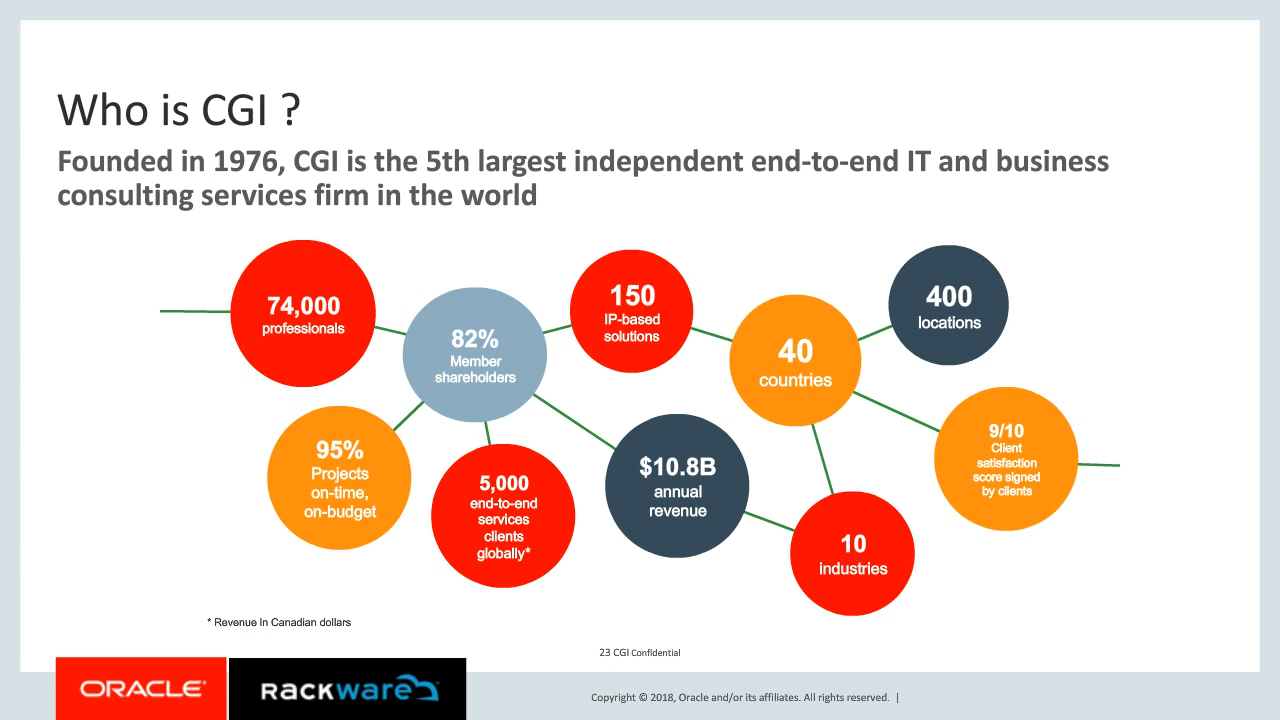 Who is CGI ?
Founded in 1976, CGI is the 5th largest independent end-to-end IT and business
consulting services firm in the world
74,000
professionals
82%
Member
shareholders
150
IP-based
solutions
40
countries
400
locations
95%
Projects
on-time,
on-budget
5,000
end-to-end
services
clients
globally*
$10.8B
annual
revenue
10
industries
9/10
Client
satisfaction
score signed
by clients
* Revenue In Canadian dollars
23 CGI Confidential
ORACLE®
RACKWARE
Copyright © 2018, Oracle and/or its affiliates. All rights reserved. |